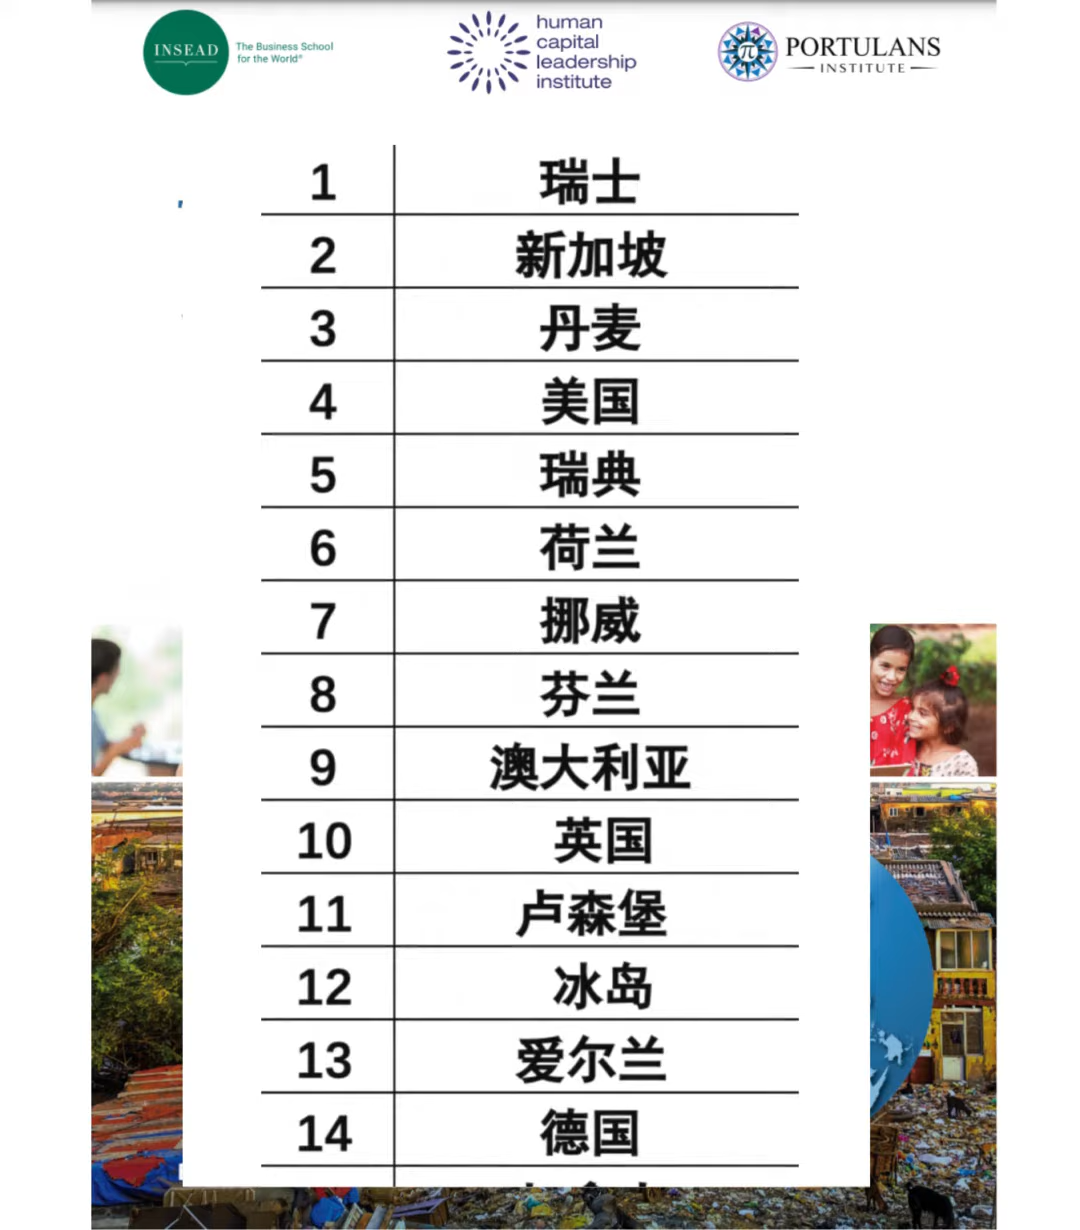 INSEAD
The Business School
for the World®
human
capital
leadership
institute
PORTULANS
INSTITUTE
1 瑞士
2 新加坡
3 丹麦
4 美国
5 瑞典
6 荷兰
7 挪威
8 芬兰
9 澳大利亚
10 英国
11 卢森堡
12 冰岛
13 爱尔兰
14 德国